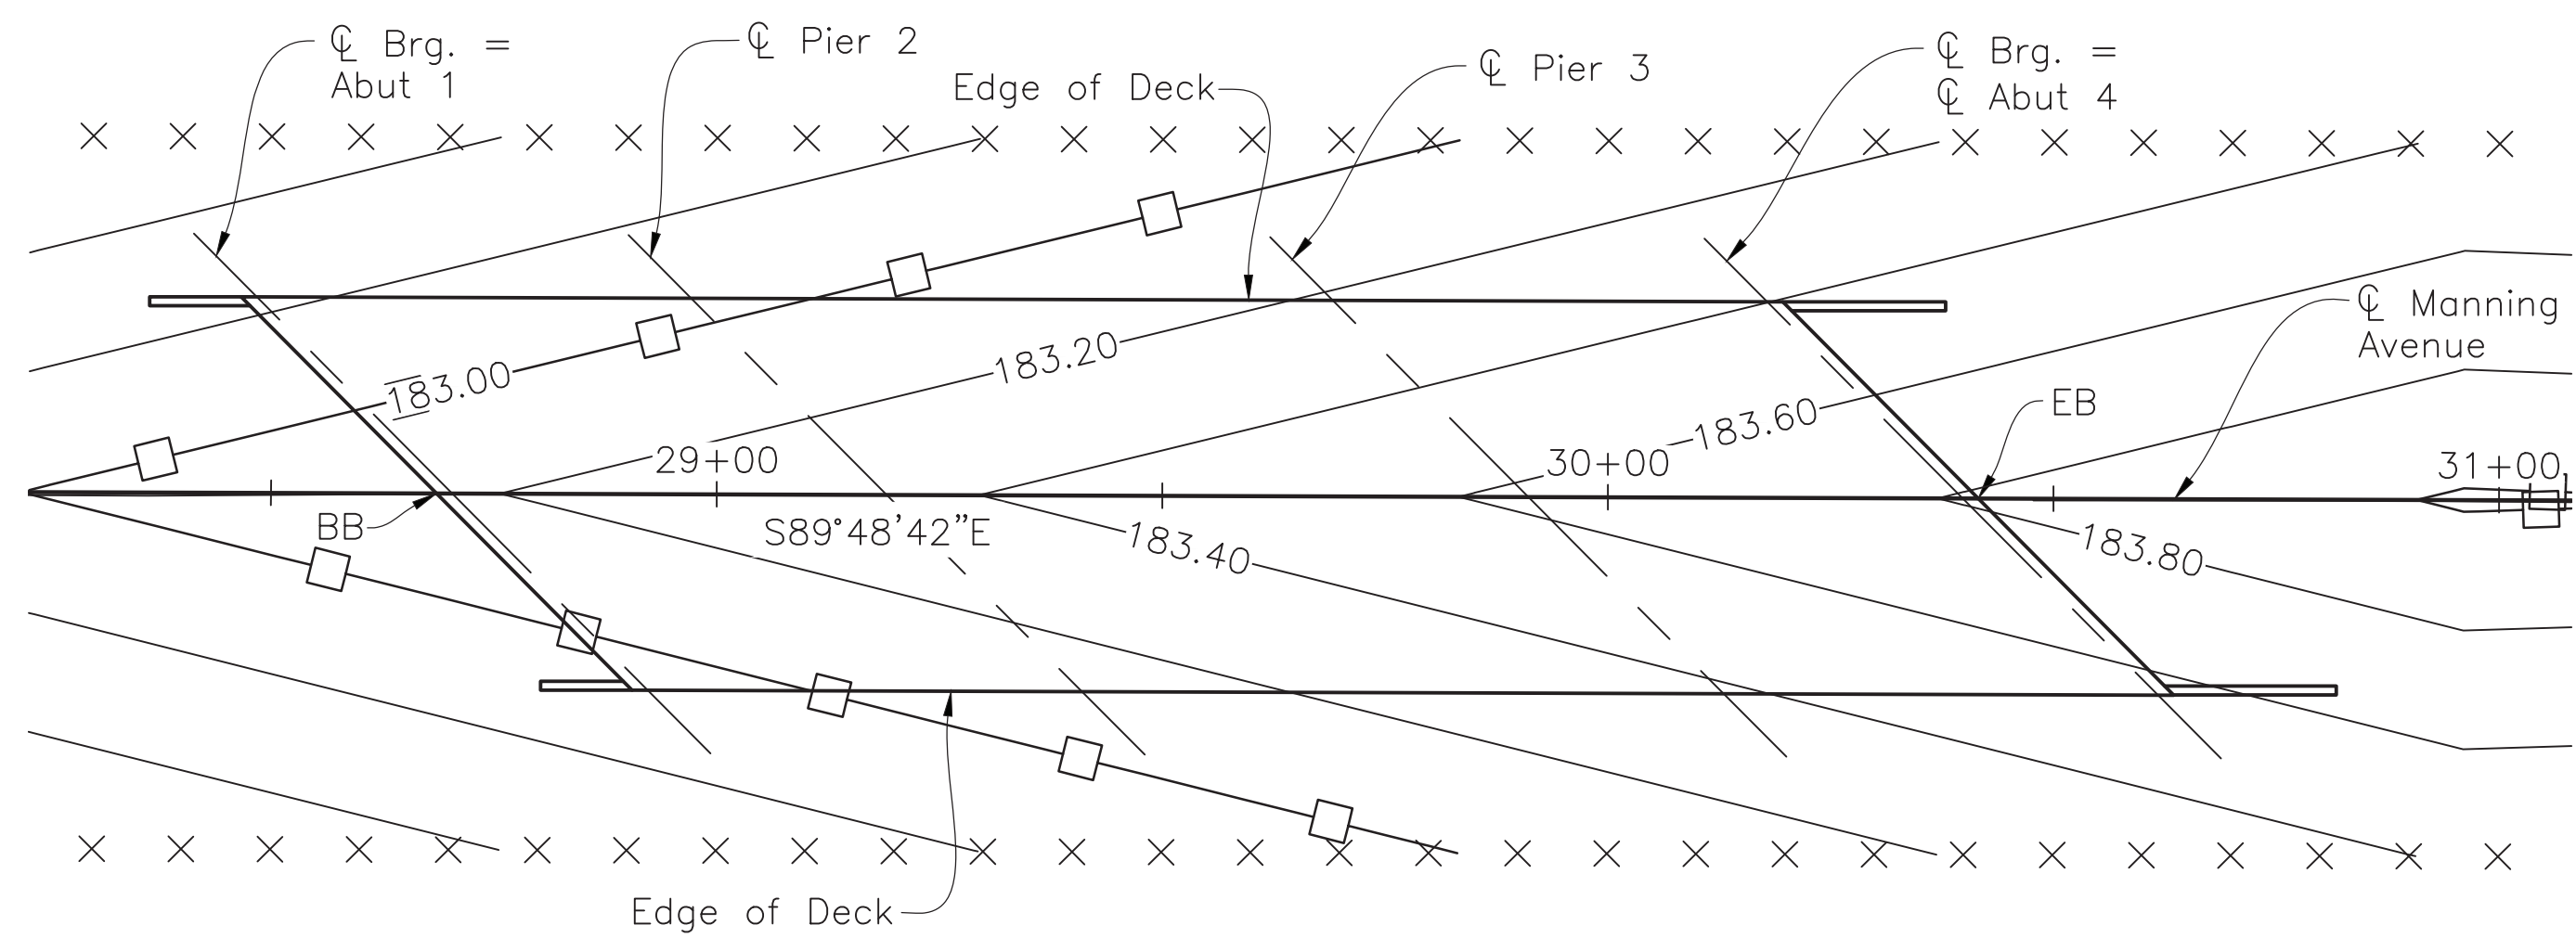 ℄ Brg. =
Abut 1
℄ Pier 2
Edge of Deck
℄ Pier 3
℄ Brg. =
℄ Abut 4
℄ Manning
Avenue
183.00
183.20
183.60
EB
29+00
30+00
31+00
BB
S89°48'42"E
183.40
183.80
Edge of Deck